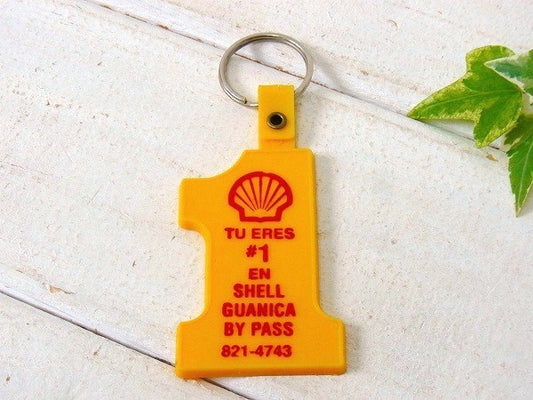 TU ERES
#1
EN
SHELL
GUANICA
BY PASS
821-4743